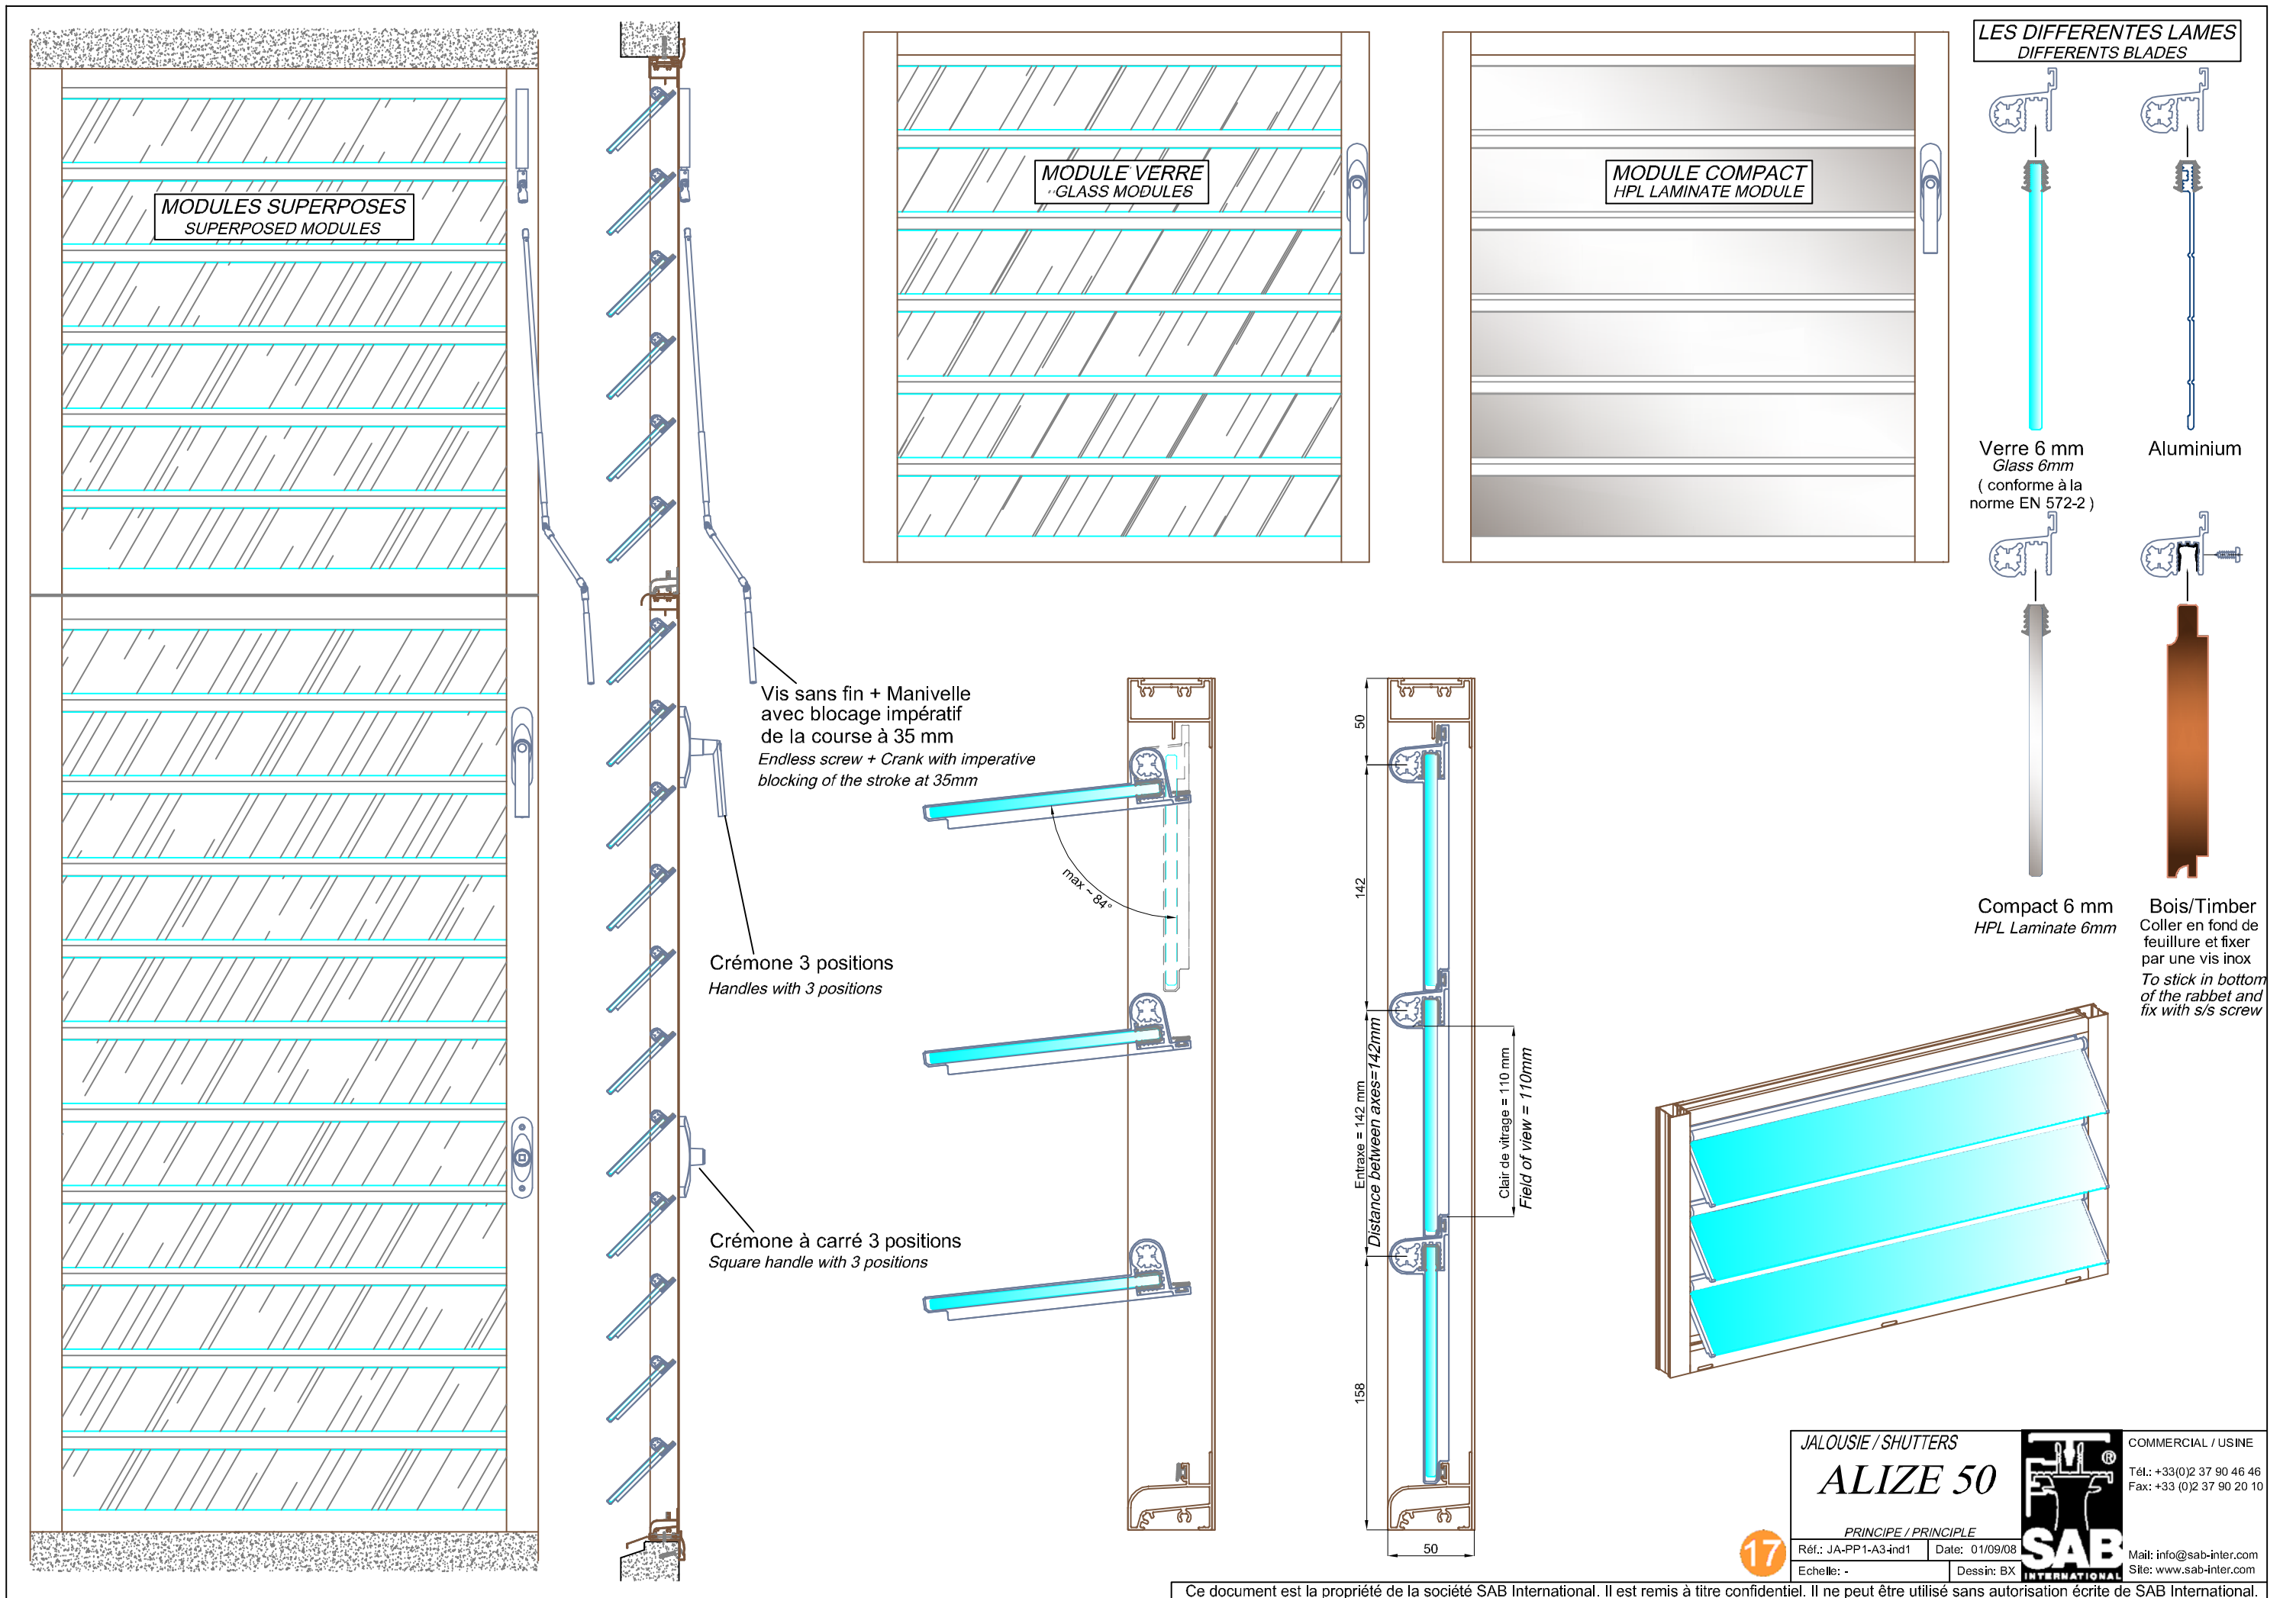 MODULES SUPERPOSES
SUPERPOSED MODULES
MODULE VERRE
GLASS MODULES
MODULE COMPACT
HPL LAMINATE MODULE
LES DIFFERENTES LAMES
DIFFERENTS BLADES
Verre 6 mm
Glass 6mm
( conforme à la
norme EN 572-2 )
Aluminium
Compact 6 mm
HPL Laminate 6mm
Bois/Timber
Coller en fond de
feuillure et fixer
par une vis inox
To stick in bottom
of the rabbet and
fix with s/s screw
Vis sans fin + Manivelle
avec blocage impératif
de la course à 35 mm
Endless screw + Crank with imperative
blocking of the stroke at 35mm
Crémone 3 positions
Handles with 3 positions
Crémone à carré 3 positions
Square handle with 3 positions
max ~ 84°
50
142
Entraxe = 142 mm
Distance between axes=142mm
Clair de vitrage = 110 mm
Field of view = 110mm
158
50
17
JALOUSIE / SHUTTERS
ALIZE 50
PRINCIPE / PRINCIPLE
Réf.: JA-PP1-A3-ind1
Date: 01/09/08
Echelle: -
Dessin: BX
®
SAB
INTERNATIONAL
COMMERCIAL / USINE
Tél.: +33(0)2 37 90 46 46
Fax: +33 (0)2 37 90 20 10
Mail: info@sab-inter.com
Site: www.sab-inter.com
Ce document est la propriété de la société SAB International. Il est remis à titre confidentiel. Il ne peut être utilisé sans autorisation écrite de SAB International.